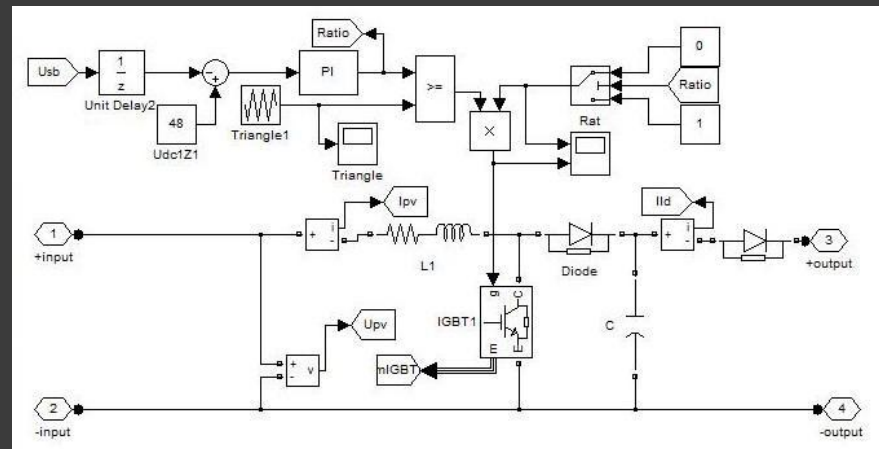 Usb
1
z
Unit Delay2
-
+
48
Udc1Z1
Ratio
PI
Triangle1
Triangle
>=
×
Rat
0
Ratio
1
1
+input
+
i
-
Ipv
L1
Diode
Ild
+
i
-
3
+output
g
C
IGBT1
m
E
mIGBT
C
Upv
+
-
v
2
-input
4
-output